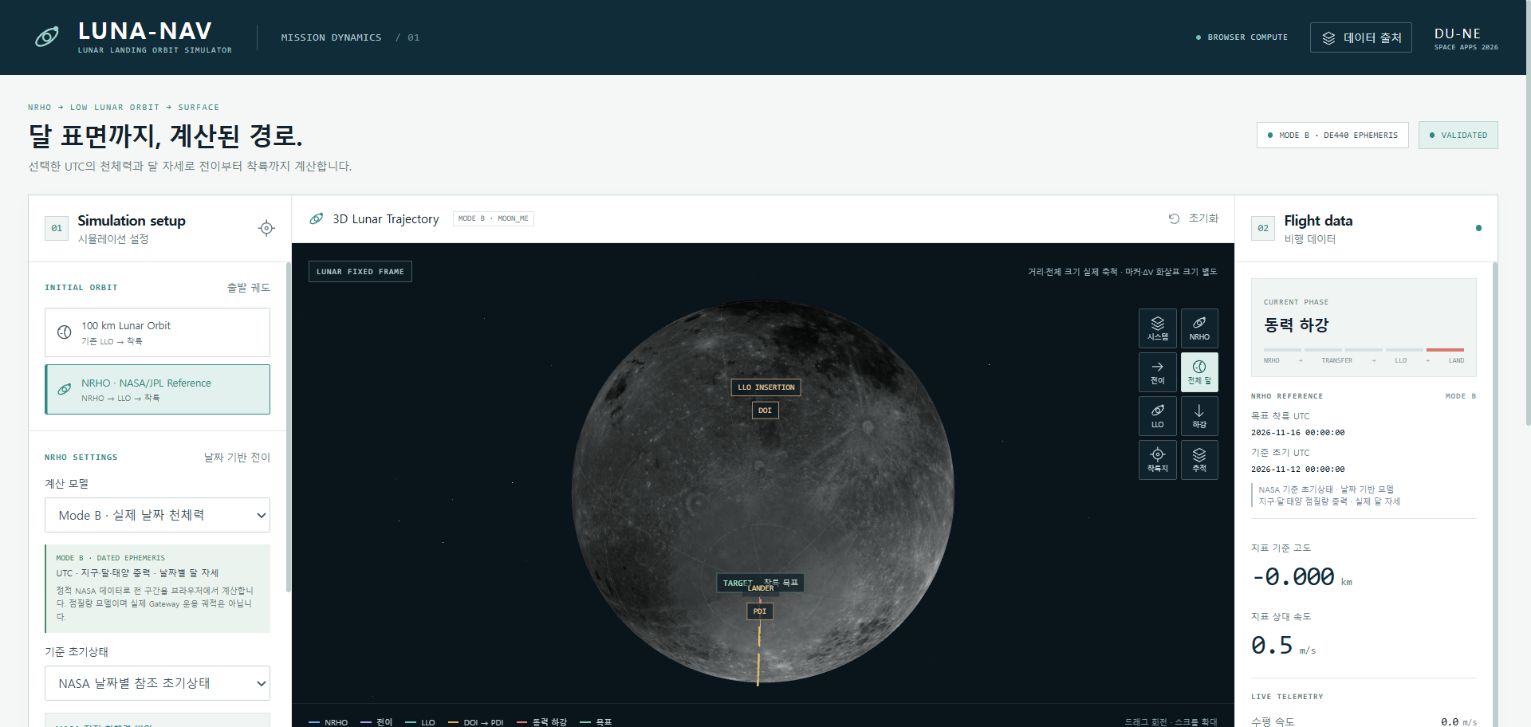 LUNA-NAV
LUNAR LANDING ORBIT SIMULATOR
MISSION DYNAMICS / 01
BROWSER COMPUTE
데이터 출처
DU-NE
SPACE APPS 2026
NRHO → LOW LUNAR ORBIT → SURFACE
달 표면까지, 계산된 경로.
선택한 UTC의 천체력과 달 자세로 전이부터 착륙까지 계산합니다.
MODE B · DE440 EPHEMERIS
VALIDATED
01
Simulation setup
시뮬레이션 설정
INITIAL ORBIT
출발 궤도
100 km Lunar Orbit
기준 LLO → 착륙
NRHO · NASA/JPL Reference
NRHO → LLO → 착륙
NRHO SETTINGS
날짜 기반 전이
계산 모델
Mode B · 실제 날짜 천체력
MODE B · DATED EPHEMERIS
UTC · 지구·달·태양 중력 · 날짜별 달 자세
정적 NASA 데이터로 전 구간을 브라우저에서 계산합니
다. 점질량 모델이며 실제 Gateway 운용 궤적은 아닙니
다.
기준 초기상태
NASA 날짜별 참조 초기상태
3D Lunar Trajectory
MODE B · MOON_ME
초기화
LUNAR FIXED FRAME
거리·천체 크기 실제 축척 · 마커·ΔV 화살표 크기 별도
시스템
NRHO
전이
전체 달
LLO
하강
착륙지
추적
LLO INSERTION
DOI
TARGET 착륙 목표
LANDER
PDI
NRHO
전이
LLO
DOI → PDI
동력 하강
목표
드래그 회전 · 스크롤 확대
02
Flight data
비행 데이터
CURRENT PHASE
동력 하강
NRHO → TRANSFER → LLO → LAND
NRHO REFERENCE
MODE B
목표 착륙 UTC
2026-11-16 00:00:00
기준 초기 UTC
2026-11-12 00:00:00
NASA 기준 초기상태 · 날짜 기반 모델
지구·달·태양 점질량 중력 · 실제 달 자세
지표 기준 고도
-0.000 km
지표 상대 속도
0.5 m/s
LIVE TELEMETRY
수평 속도
0.0 m/s